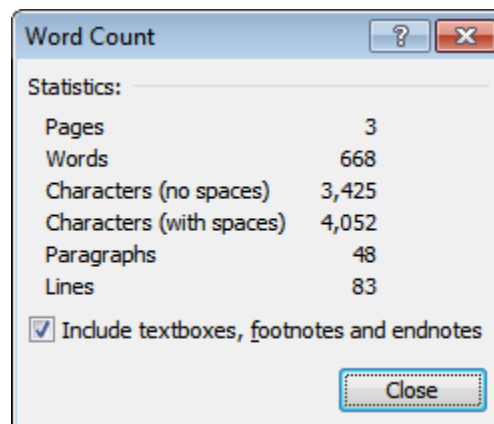 Word Count
?
Statistics:
Pages 3
Words 668
Characters (no spaces) 3,425
Characters (with spaces) 4,052
Paragraphs 48
Lines 83
Include textboxes, footnotes and endnotes
Close